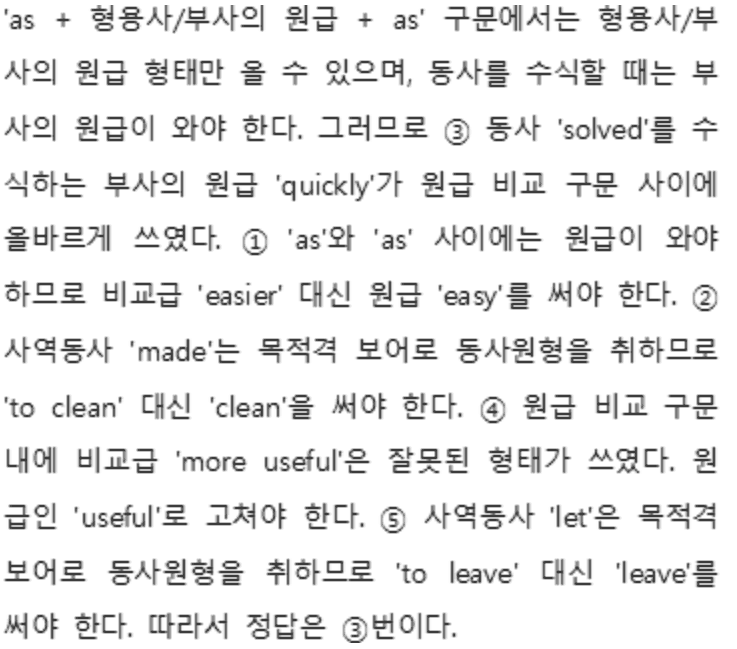 'as + 형용사/부사의 원급 + as' 구문에서는 형용사/부
사의 원급 형태만 올 수 있으며, 동사를 수식할 때는 부
사의 원급이 와야 한다. 그러므로 ③ 동사 'solved'를 수
식하는 부사의 원급 'quickly'가 원급 비교 구문 사이에
올바르게 쓰였다. ① 'as'와 'as' 사이에는 원급이 와야
하므로 비교급 'easier' 대신 원급 'easy'를 써야 한다. ②
사역동사 'made'는 목적격 보어로 동사원형을 취하므로
'to clean' 대신 'clean'을 써야 한다. ④ 원급 비교 구문
내에 비교급 'more useful'은 잘못된 형태가 쓰였다. 원
급인 'useful'로 고쳐야 한다. ⑤ 사역동사 'let'은 목적격
보어로 동사원형을 취하므로 'to leave' 대신 'leave'를
써야 한다. 따라서 정답은 ③번이다.